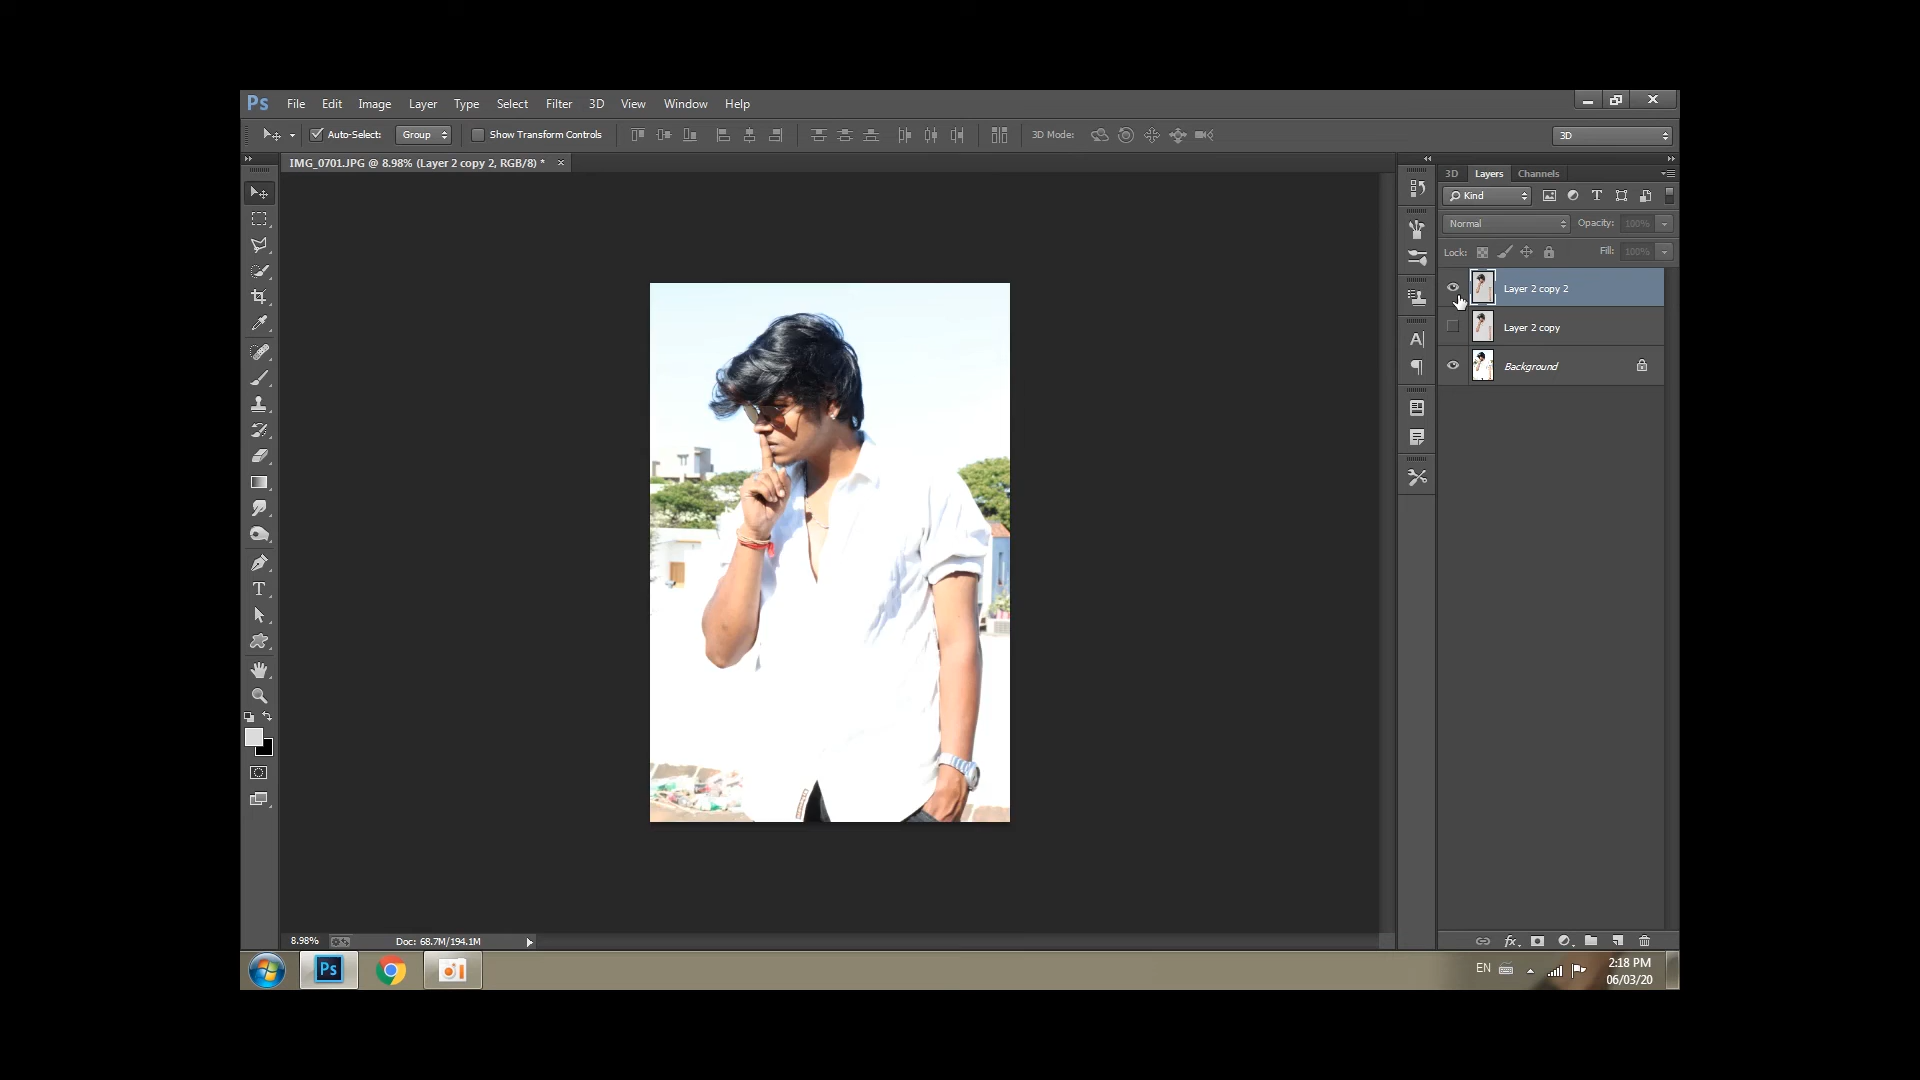 Ps File Edit Image Layer Type Select Filter 3D View Window Help
Auto-Select: Group Show Transform Controls 3D Mode: 3D
IMG_0701.JPG @ 8.98% (Layer 2 copy 2, RGB/8) * ×
3D Layers Channels
Kind
Normal Opacity: 100%
Lock: Fill: 100%
Layer 2 copy 2
Layer 2 copy
Background
8.98% Doc: 68.7M/194.1M
Ps EN 2:18 PM
06/03/20